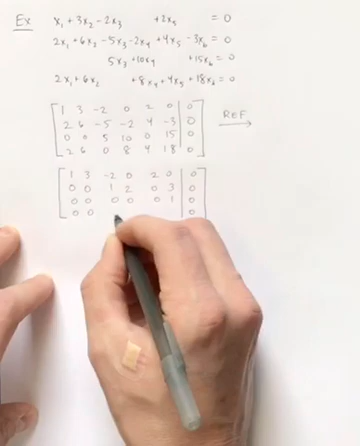 Ex x₁ + 3x₂ - 2x₃ + 2x₅ = 0
2x₁ + 6x₂ - 5x₃ - 2x₄ + 4x₅ - 3x₆ = 0
5x₃ + 10x₄ + 15x₆ = 0
2x₁ + 6x₂ + 8x₄ + 4x₅ + 18x₆ = 0
1 3 -2 0 2 0 | 0
2 6 -5 -2 4 -3 | 0 REF →
0 0 5 10 0 15 | 0
2 6 0 8 4 18 | 0
1 3 -2 0 2 0 | 0
0 0 1 2 0 3 | 0
0 0 0 0 0 1 | 0
0 0 | 0